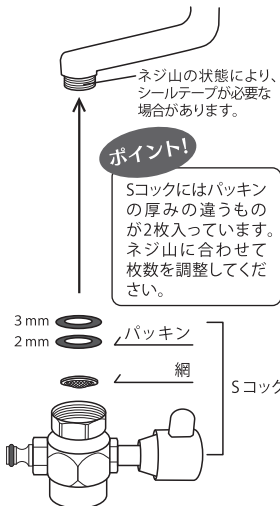 ネジ山の状態により、
シールテープが必要な
場合があります。
ポイント!
Sコックにはパッキン
の厚みの違うもの
が2枚入っています。
ネジ山に合わせて
枚数を調整してくだ
さい。
3mm
2mm
パッキン
網
Sコック